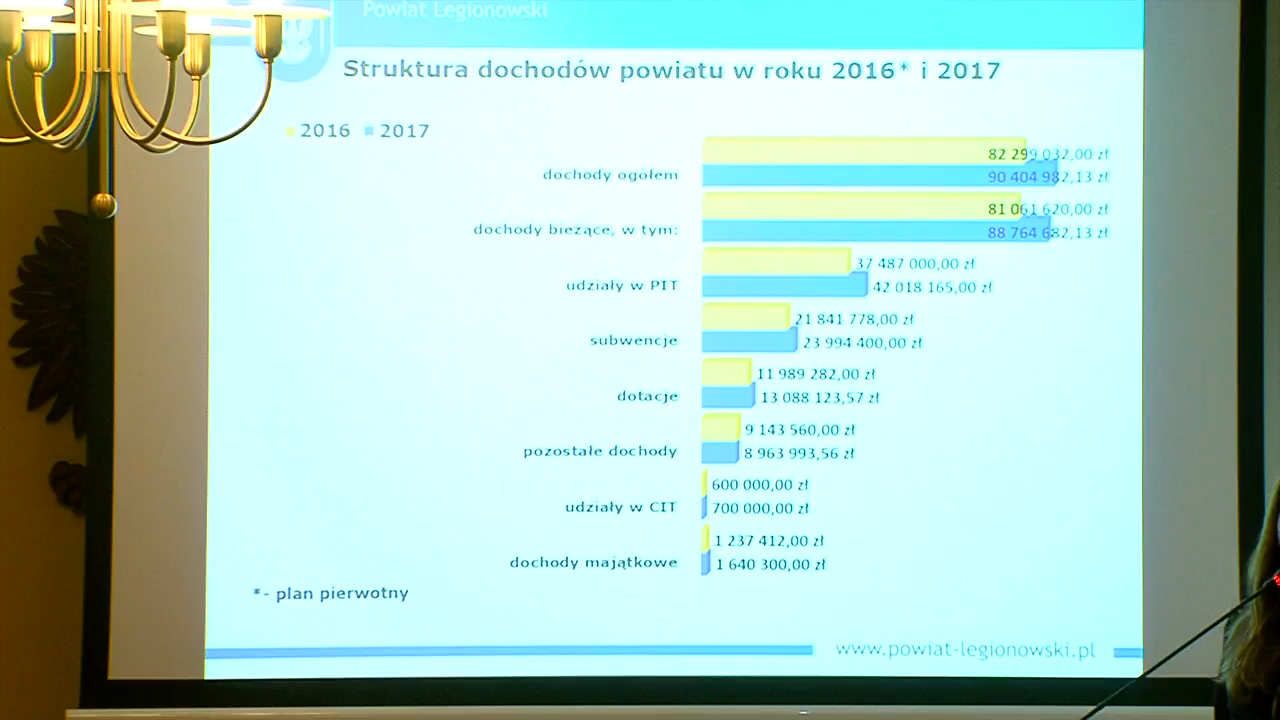 Powiat Legionowski
Struktura dochodów powiatu w roku 2016* i 2017
2016 2017
dochody ogółem
82 299 032,00 zł
90 404 982,13 zł
dochody bieżące, w tym:
81 061 620,00 zł
88 764 682,13 zł
udziały w PIT
37 487 000,00 zł
42 018 165,00 zł
subwencje
21 841 778,00 zł
23 994 400,00 zł
dotacje
11 989 282,00 zł
13 088 123,57 zł
pozostałe dochody
9 143 560,00 zł
8 963 993,56 zł
udziały w CIT
600 000,00 zł
700 000,00 zł
dochody majątkowe
1 237 412,00 zł
1 640 300,00 zł
*- plan pierwotny
www.powiat-legionowski.pl